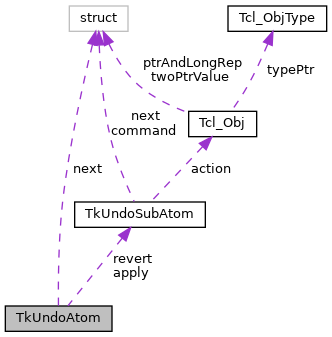 struct
Tcl_ObjType
ptrAndLongRep
twoPtrValue
typePtr
next
command
Tcl_Obj
next
action
TkUndoSubAtom
revert
apply
TkUndoAtom